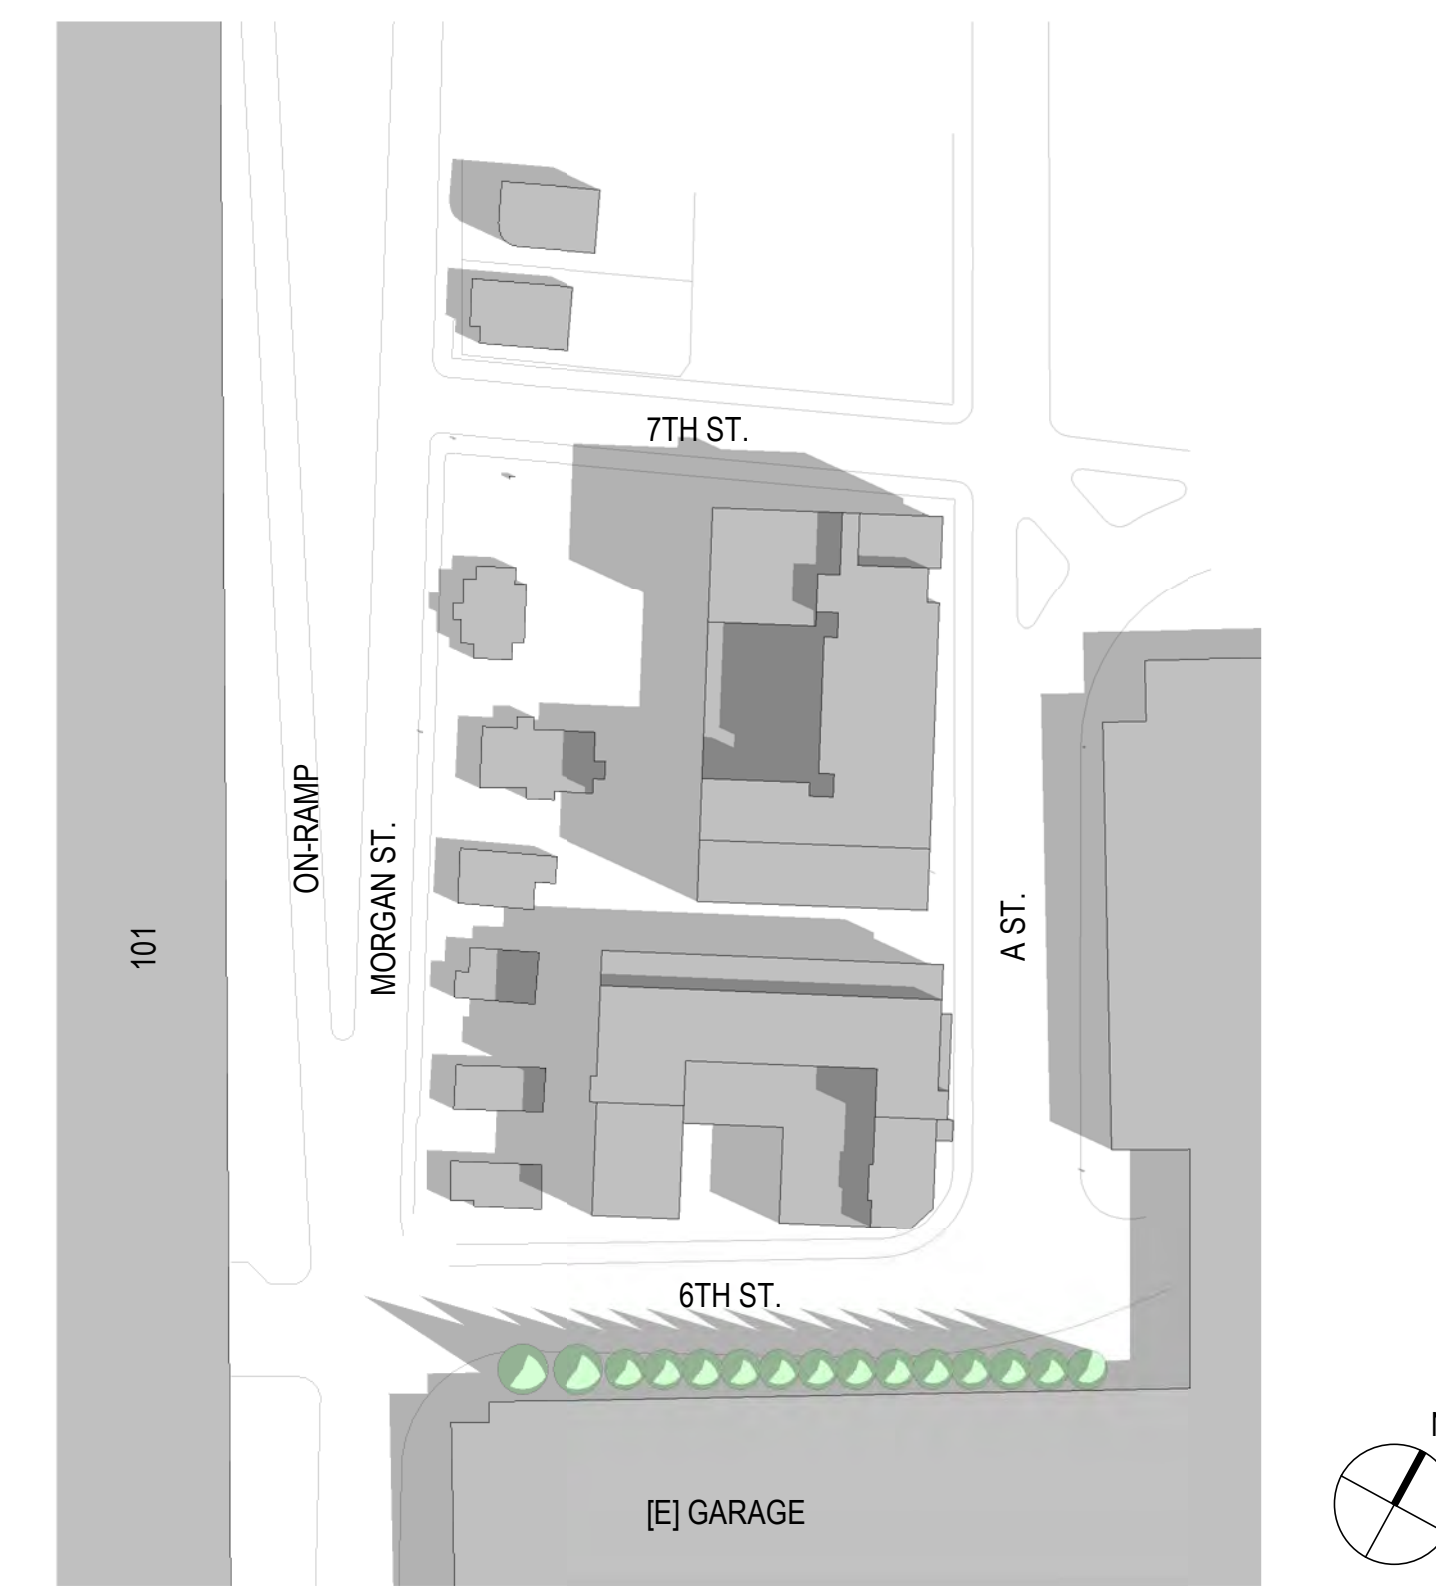 7TH ST.
ON-RAMP
MORGAN ST.
101
A ST.
6TH ST.
[E] GARAGE